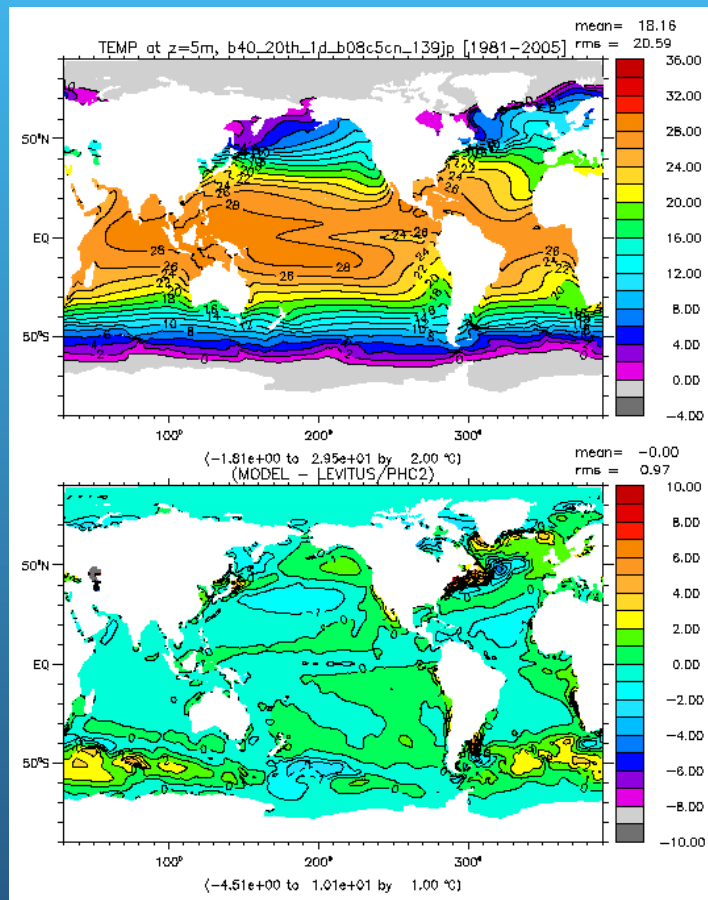 mean= 18.16
TEMP at z=5m, b40_20th_1d_b08c5cn_139jp [1981-2005] rms = 20.59
36.00
32.00
28.00
24.00
20.00
16.00
12.00
8.00
4.00
0.00
-4.00
50°N
EQ
50°S
100°
200°
300°
(-1.81e+00 to 2.95e+01 by 2.00 °C)
(MODEL - LEVITUS/PHC2)
mean= -0.00
rms = 0.97
10.00
8.00
6.00
4.00
2.00
0.00
-2.00
-4.00
-6.00
-8.00
-10.00
50°N
EQ
50°S
100°
200°
300°
(-4.51e+00 to 1.01e+01 by 1.00 °C)